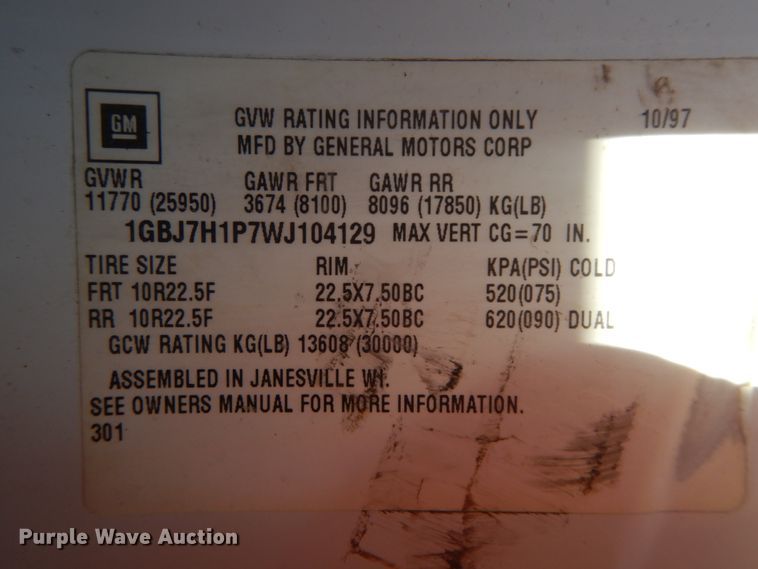 GM
GVW RATING INFORMATION ONLY 10/97
MFD BY GENERAL MOTORS CORP
GVWR GAWR FRT GAWR RR
11770 (25950) 3674 (8100) 8096 (17850) KG(LB)
1GBJ7H1P7WJ104129 MAX VERT CG=70 IN.
TIRE SIZE RIM KPA(PSI) COLD
FRT 10R22.5F 22.5X7.50BC 520(075)
RR 10R22.5F 22.5X7.50BC 620(090) DUAL
GCW RATING KG(LB) 13608 (30000)
ASSEMBLED IN JANESVILLE WI.
SEE OWNERS MANUAL FOR MORE INFORMATION.
301
Purple Wave Auction